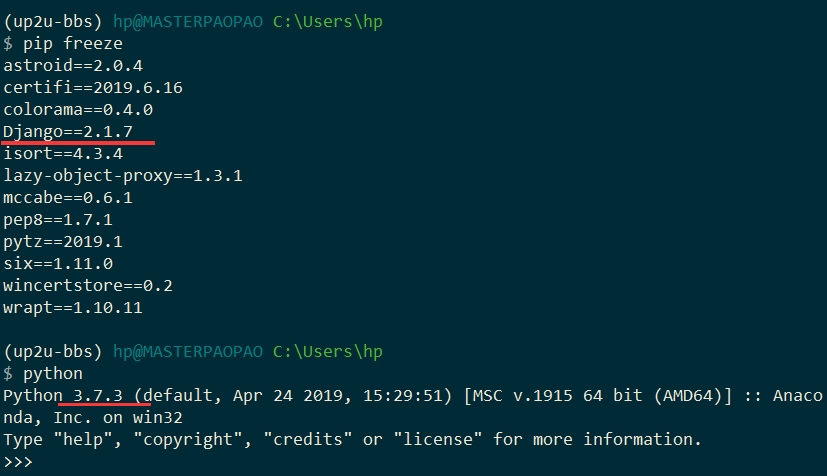 (up2u-bbs) hp@MASTERPAOPAO C:\Users\hp
$ pip freeze
astroid==2.0.4
certifi==2019.6.16
colorama==0.4.0
Django==2.1.7
isort==4.3.4
lazy-object-proxy==1.3.1
mccabe==0.6.1
pep8==1.7.1
pytz==2019.1
six==1.11.0
wincertstore==0.2
wrapt==1.10.11
(up2u-bbs) hp@MASTERPAOPAO C:\Users\hp
$ python
Python 3.7.3 (default, Apr 24 2019, 15:29:51) [MSC v.1915 64 bit (AMD64)] :: Anaco
nda, Inc. on win32
Type "help", "copyright", "credits" or "license" for more information.
>>>